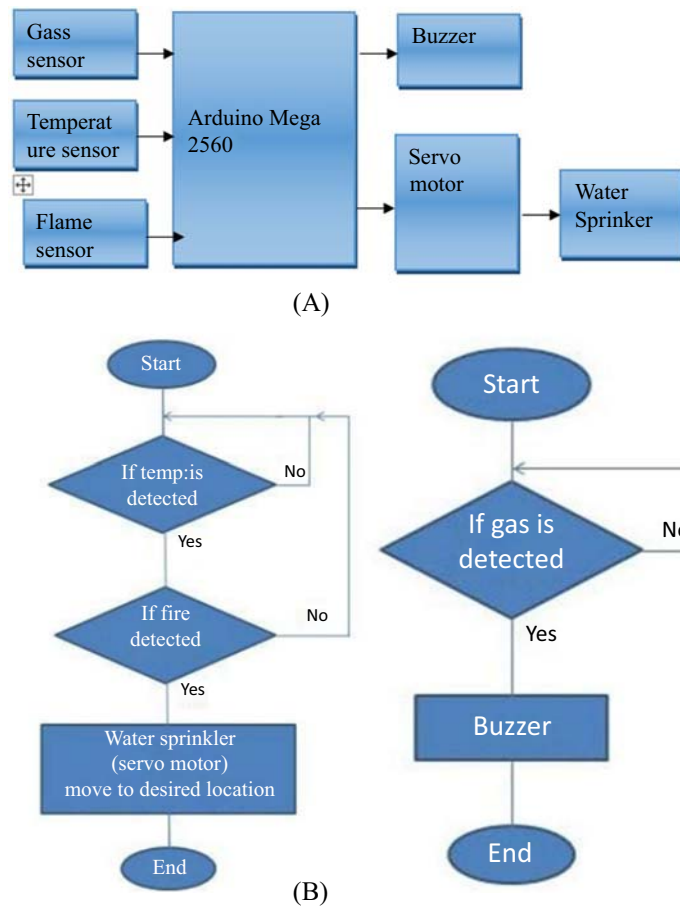 Gass
sensor
Buzzer
Arduino Mega
2560
Temperat
ure sensor
Servo
motor
Water
Sprinker
Flame
sensor
(A)
Start
If temp:is
detected
No
Yes
If fire
detected
No
Yes
Water sprinkler
(servo motor)
move to desired location
End
Start
If gas is
detected
No
Yes
Buzzer
End
(B)